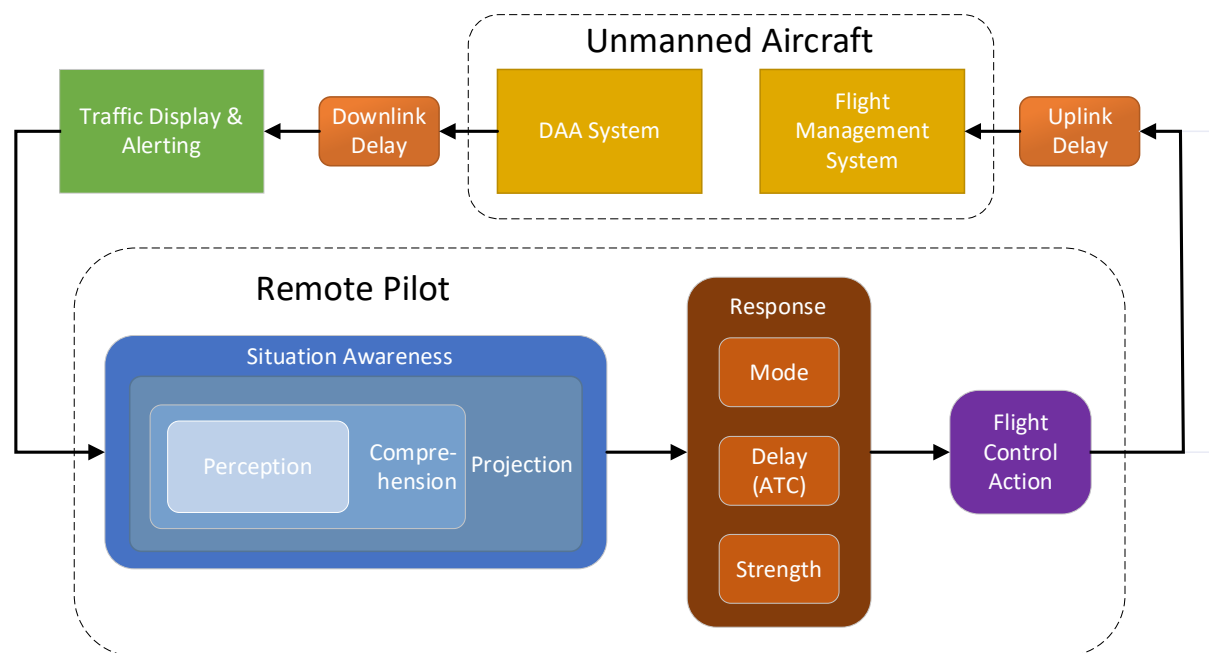 Unmanned Aircraft
Traffic Display &
Alerting
Downlink
Delay
DAA System
Flight
Management
System
Uplink
Delay
Remote Pilot
Situation Awareness
Perception
Compre-
hension
Projection
Response
Mode
Delay
(ATC)
Strength
Flight
Control
Action